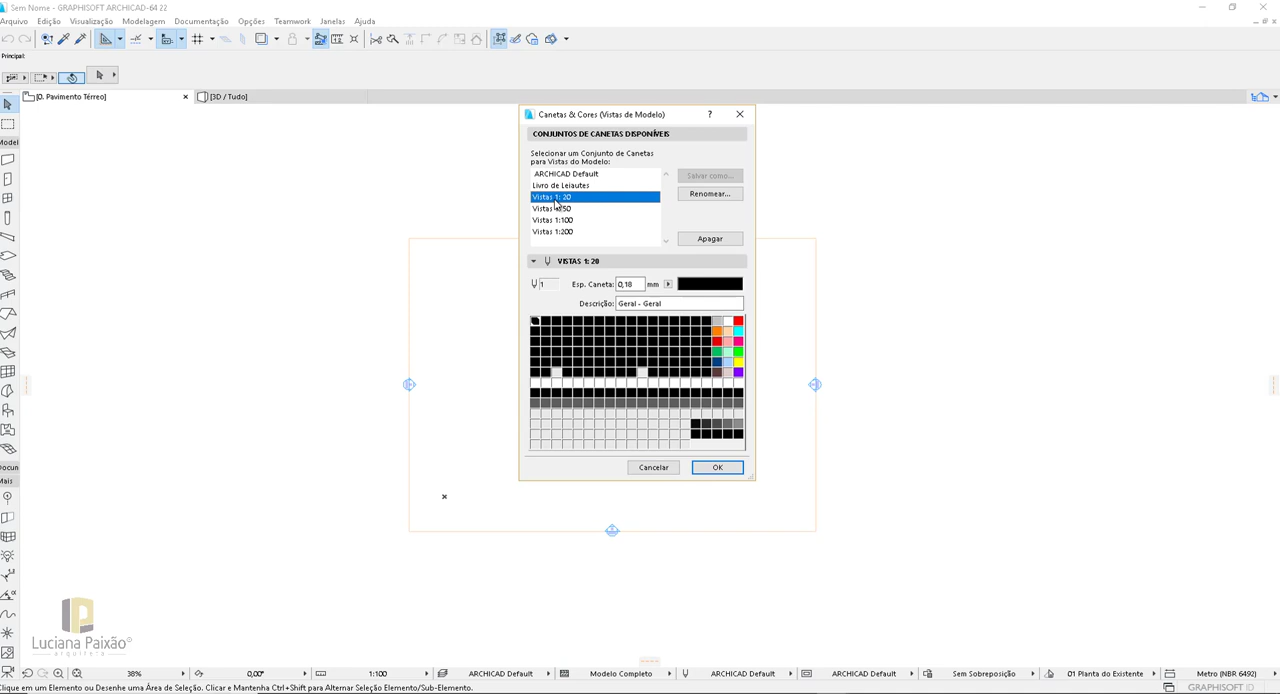 Sem Nome - GRAPHISOFT ARCHICAD-64 22
Arquivo Edição Visualização Modelagem Documentação Opções Teamwork Janelas Ajuda
Principal:
[0. Pavimento Térreo] [3D / Tudo]
Canetas & Cores (Vistas de Modelo) ?
CONJUNTOS DE CANETAS DISPONÍVEIS
Selecionar um Conjunto de Canetas
para Vistas do Modelo:
ARCHICAD Default
Livro de Leiautes
Vistas 1: 20
Vistas 1:50
Vistas 1:100
Vistas 1:200
Salvar como...
Renomear...
Apagar
VISTAS 1: 20
1 Esp. Caneta: 0,18 mm
Descrição: Geral - Geral
Cancelar OK
Model
Docun
Mais
Luciana Paixão®
arquiteta
38% 0,00° 1:100 ARCHICAD Default Modelo Completo ARCHICAD Default ARCHICAD Default Sem Sobreposição 01 Planta do Existente Metro (NBR 6492)
Clique em um Elemento ou Desenhe uma Área de Seleção. Clicar e Mantenha Ctrl+Shift para Alternar Seleção Elemento/Sub-Elemento.
GRAPHISOFT ID